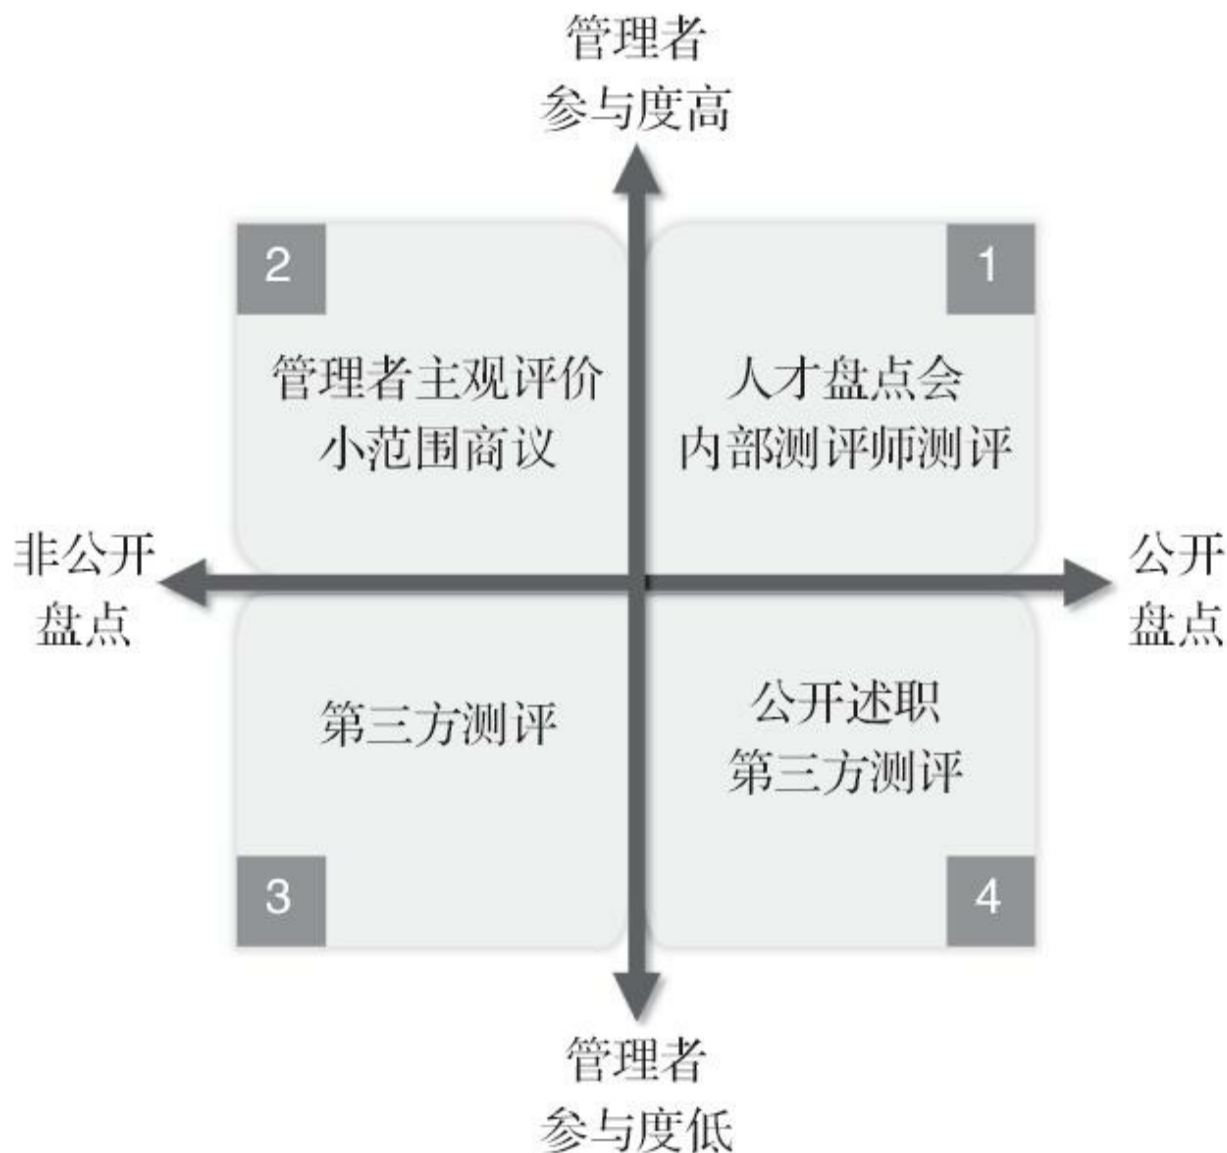 管理者
参与度高
2
管理者主观评价
小范围商议
1
人才盘点会
内部测评师测评
非公开
盘点
公开
盘点
第三方测评
3
公开述职
第三方测评
4
管理者
参与度低